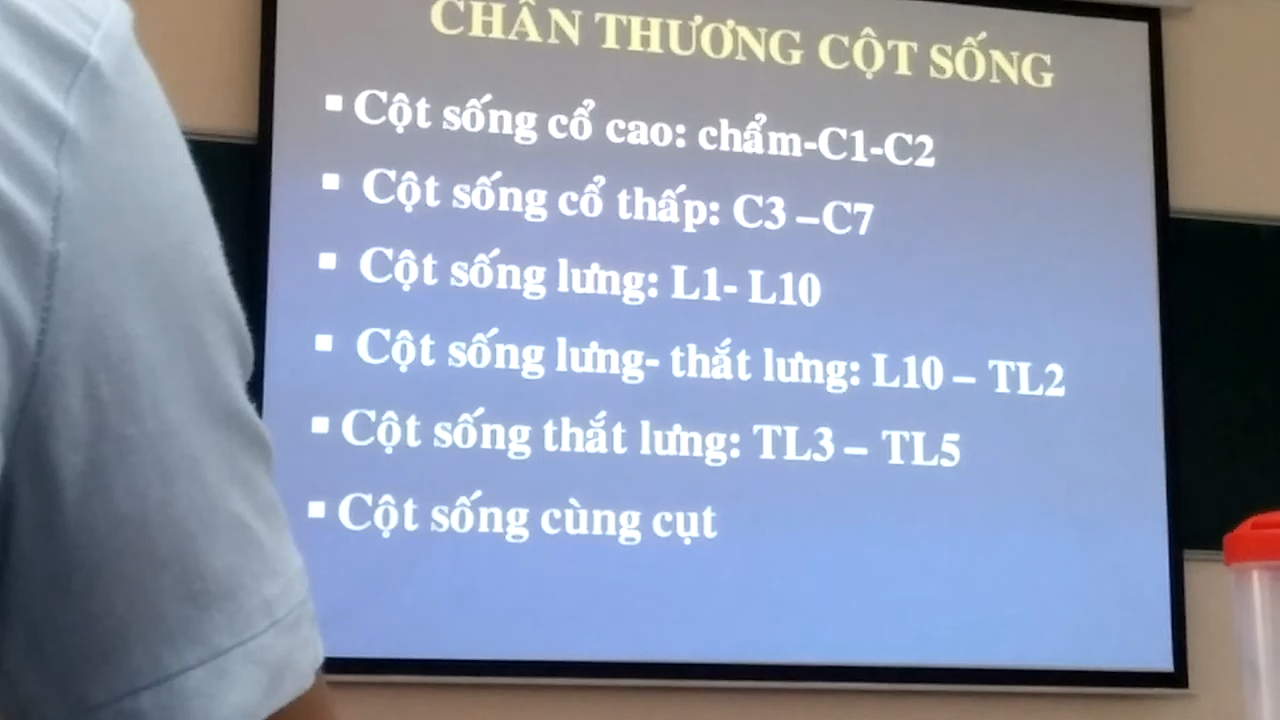 CHẤN THƯƠNG CỘT SỐNG
▪ Cột sống cổ cao: chẩm-C1-C2
▪ Cột sống cổ thấp: C3 –C7
▪ Cột sống lưng: L1- L10
▪ Cột sống lưng- thắt lưng: L10 – TL2
▪ Cột sống thắt lưng: TL3 – TL5
▪ Cột sống cùng cụt